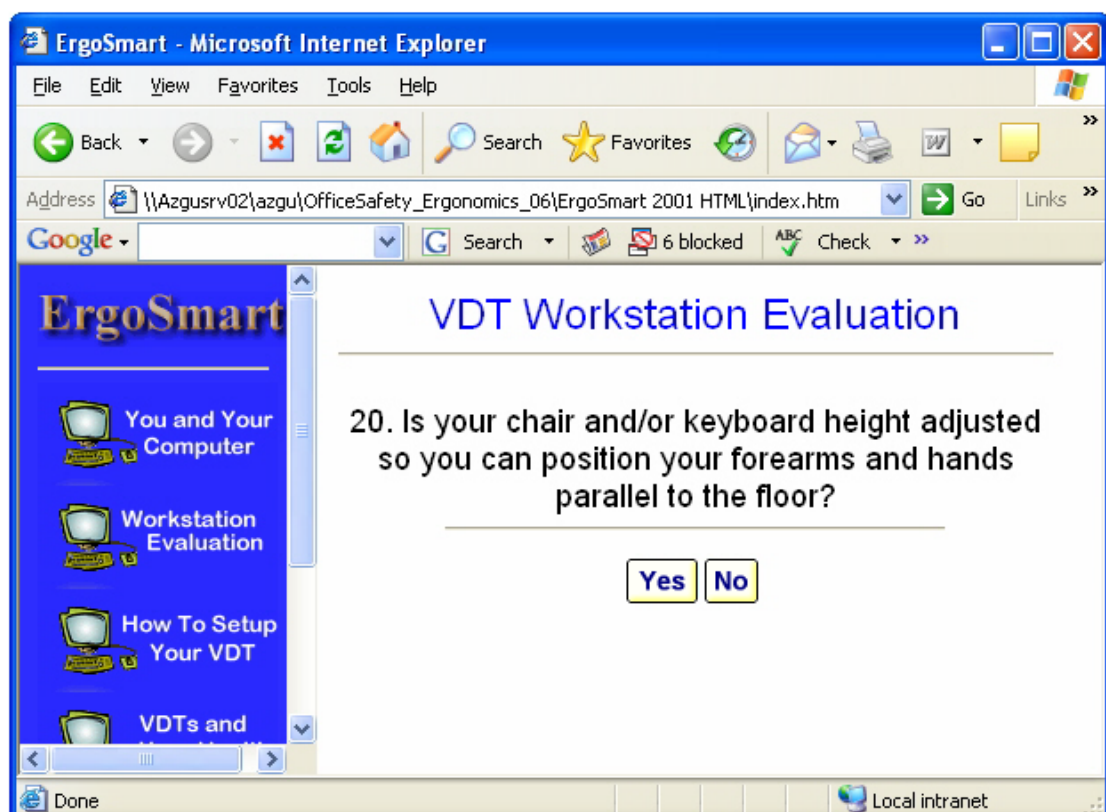 ErgoSmart - Microsoft Internet Explorer
File Edit View Favorites Tools Help
Back Search Favorites W »
Address \\Azgusrv02\azgu\OfficeSafety_Ergonomics_06\ErgoSmart 2001 HTML\index.htm Go Links »
Google G Search 6 blocked ABC Check »
ErgoSmart
You and Your
Computer
Workstation
Evaluation
How To Setup
Your VDT
VDTs and
VDT Workstation Evaluation
20. Is your chair and/or keyboard height adjusted
so you can position your forearms and hands
parallel to the floor?
Yes No
Done Local intranet